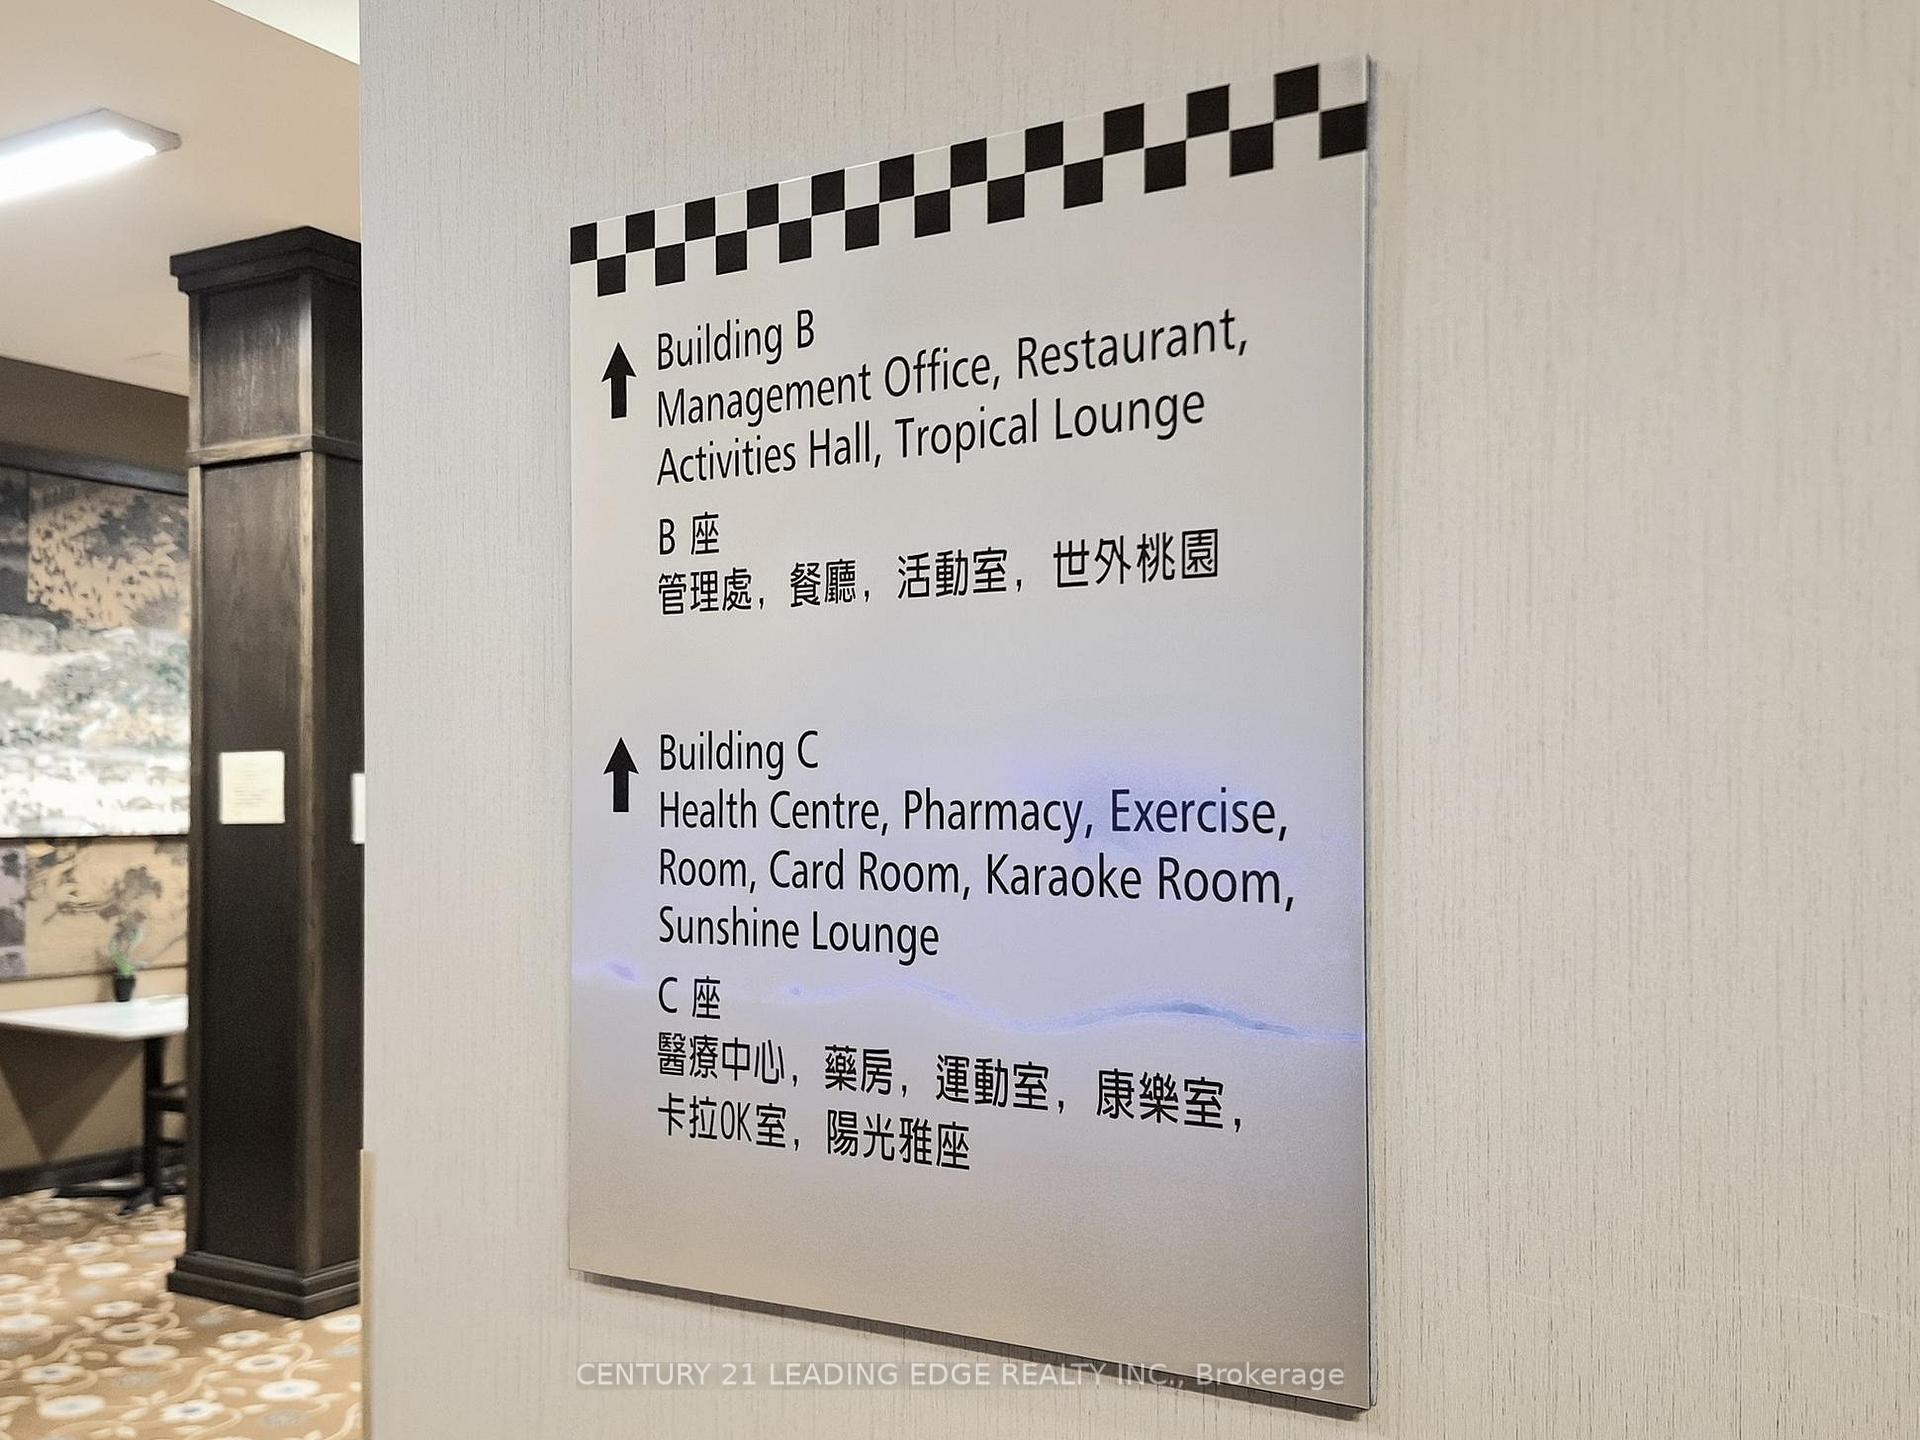 Building B
Management Office, Restaurant,
Activities Hall, Tropical Lounge
B 座
管理處, 餐廳, 活動室, 世外桃園
Building C
Health Centre, Pharmacy, Exercise,
Room, Card Room, Karaoke Room,
Sunshine Lounge
C 座
醫療中心, 藥房, 運動室, 康樂室,
卡拉OK室, 陽光雅座
CENTURY 21 LEADING EDGE REALTY INC., Brokerage